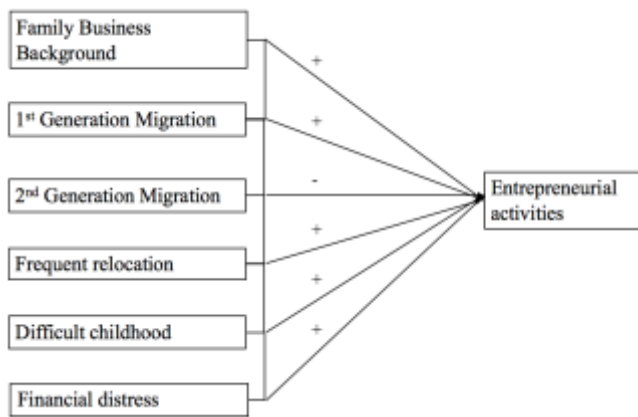 Family Business
Background
+
1st Generation Migration
+
2nd Generation Migration
-
Entrepreneurial
activities
Frequent relocation
+
Difficult childhood
+
+
Financial distress